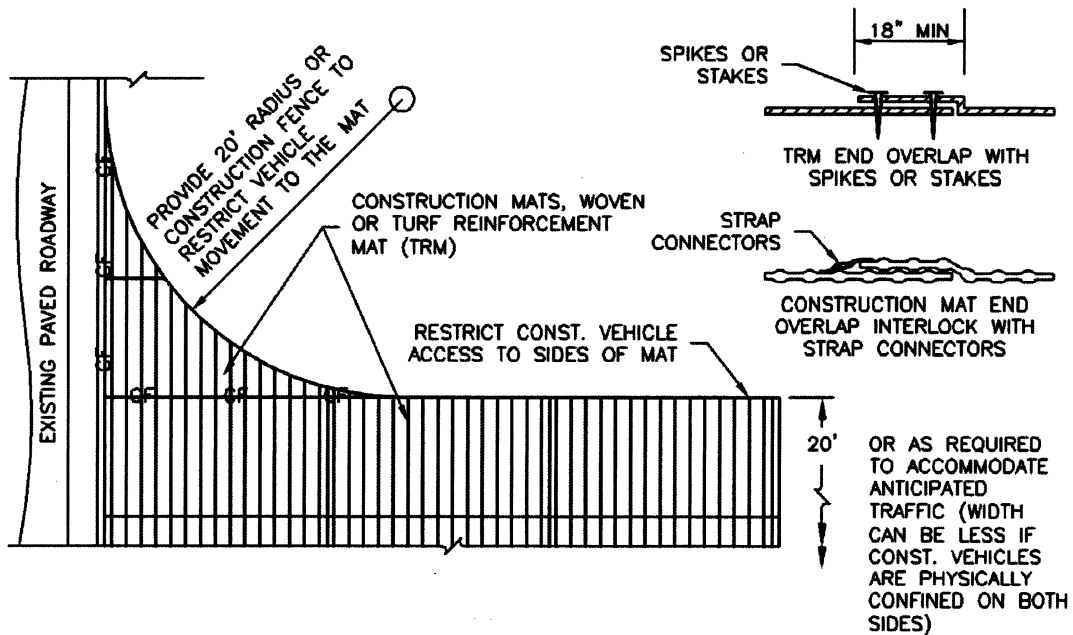 EXISTING PAVED ROADWAY
PROVIDE 20' RADIUS OR
CONSTRUCTION FENCE TO
RESTRICT VEHICLE
MOVEMENT TO THE MAT
CONSTRUCTION MATS, WOVEN
OR TURF REINFORCEMENT
MAT (TRM)
RESTRICT CONST. VEHICLE
ACCESS TO SIDES OF MAT
18" MIN
SPIKES OR
STAKES
TRM END OVERLAP WITH
SPIKES OR STAKES
STRAP
CONNECTORS
CONSTRUCTION MAT END
OVERLAP INTERLOCK WITH
STRAP CONNECTORS
20'
OR AS REQUIRED
TO ACCOMMODATE
ANTICIPATED
TRAFFIC (WIDTH
CAN BE LESS IF
CONST. VEHICLES
ARE PHYSICALLY
CONFINED ON BOTH
SIDES)